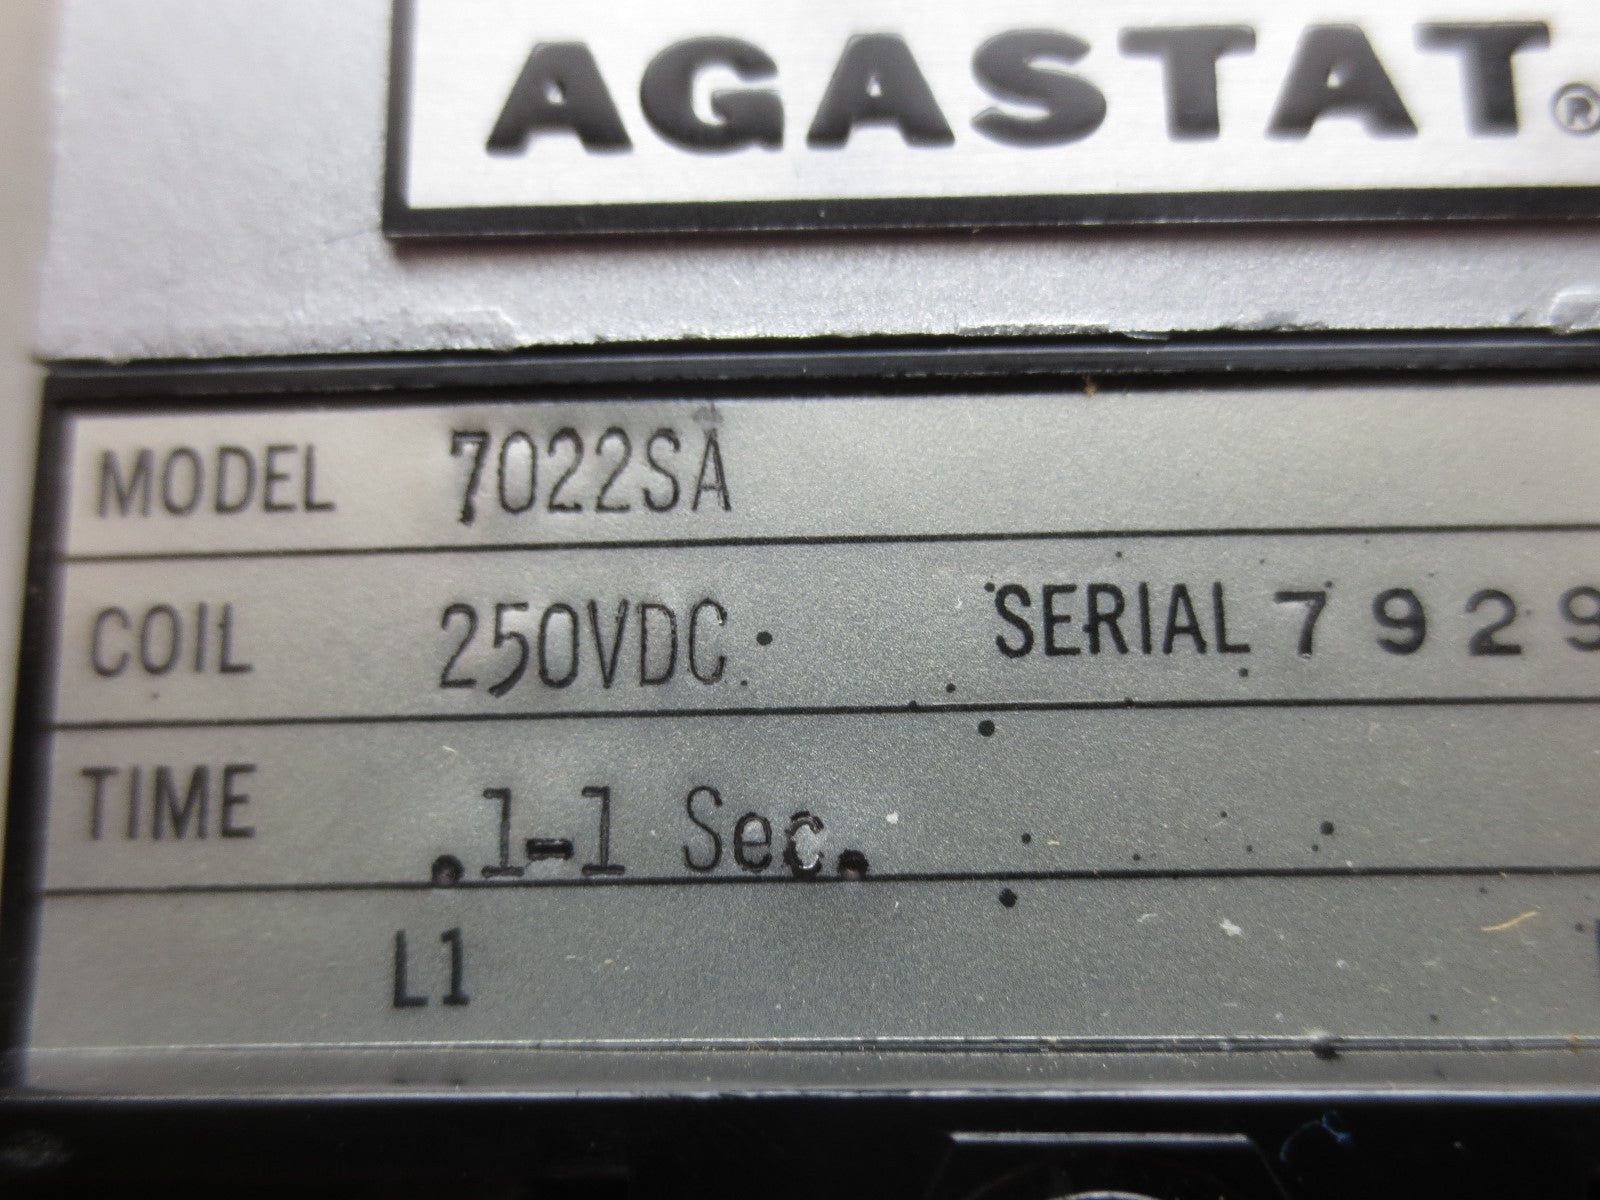 AGASTAT®
MODEL 7022SA
COIL 250VDC SERIAL 7929
TIME .1-1 Sec.
L1